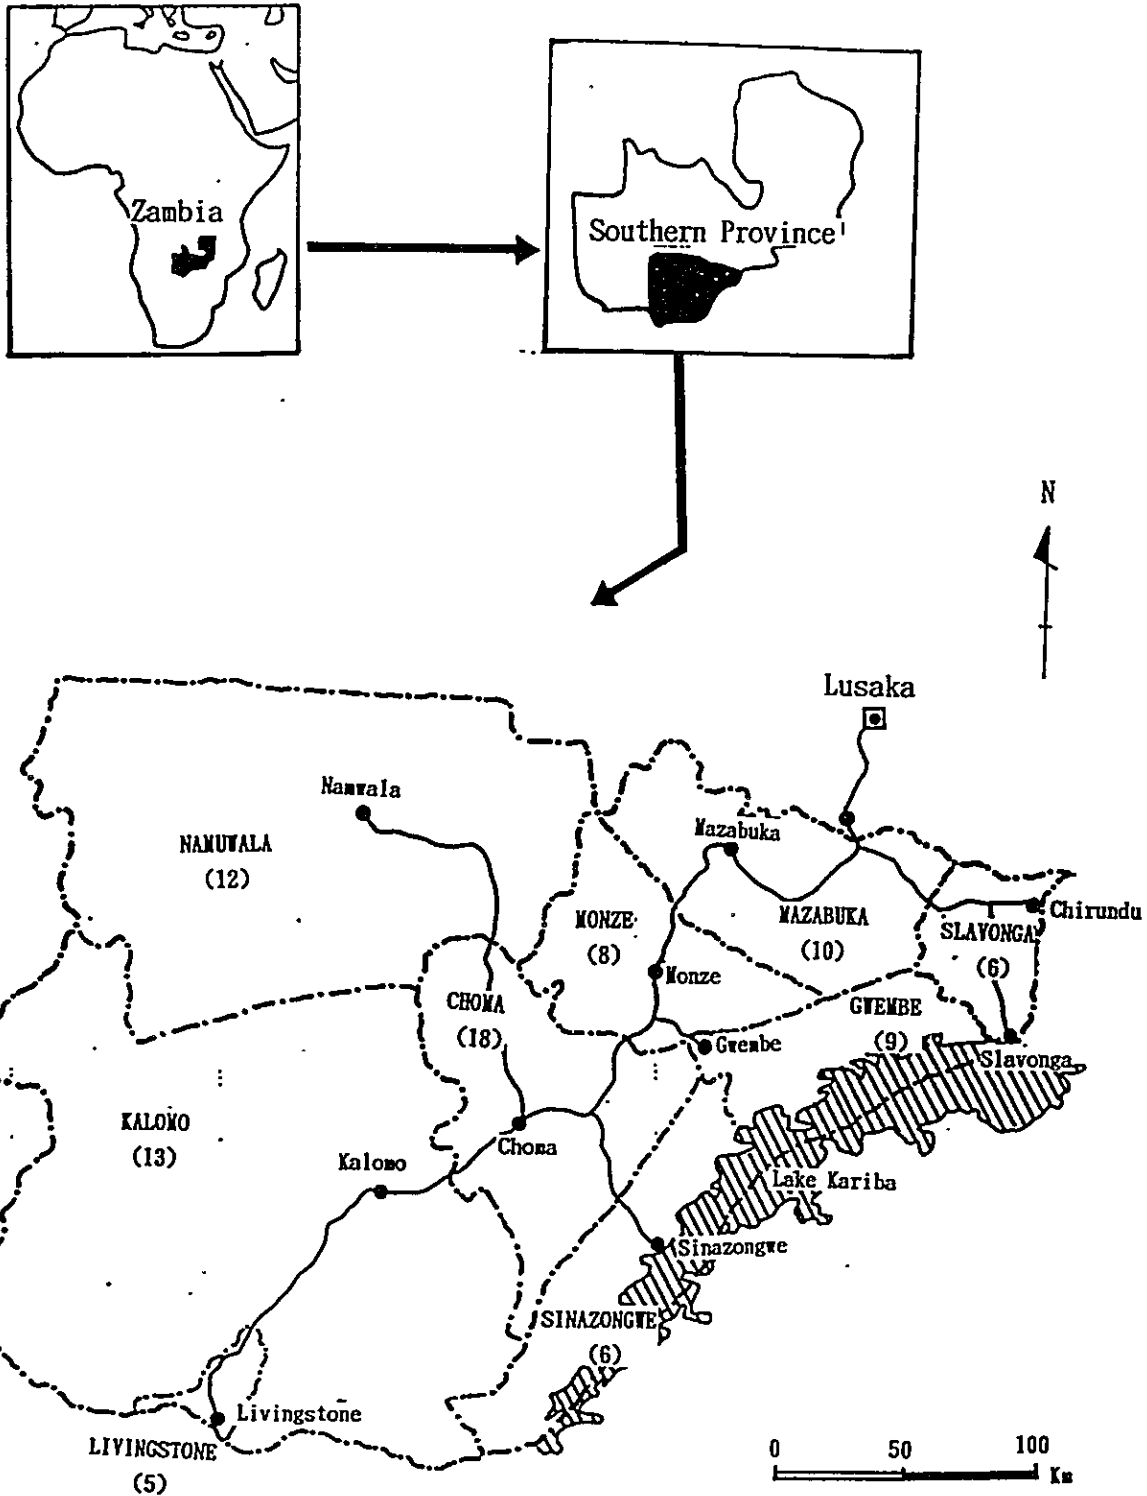 Zambia
Southern Province
N
Lusaka
Namwala
NAMUWALA
(12)
Mazabuka
MONZE
(8)
MAZABUKA
(10)
Chirundu
SLAVONGA
(6)
Monze
CHOMA
(18)
GWEMBE
(9)
Gwembe
Slavonga
KALOMO
(13)
Choma
Kalomo
Lake Kariba
Sinazongwe
SINAZONGWE
(6)
Livingstone
LIVINGSTONE
(5)
0 50 100
Km